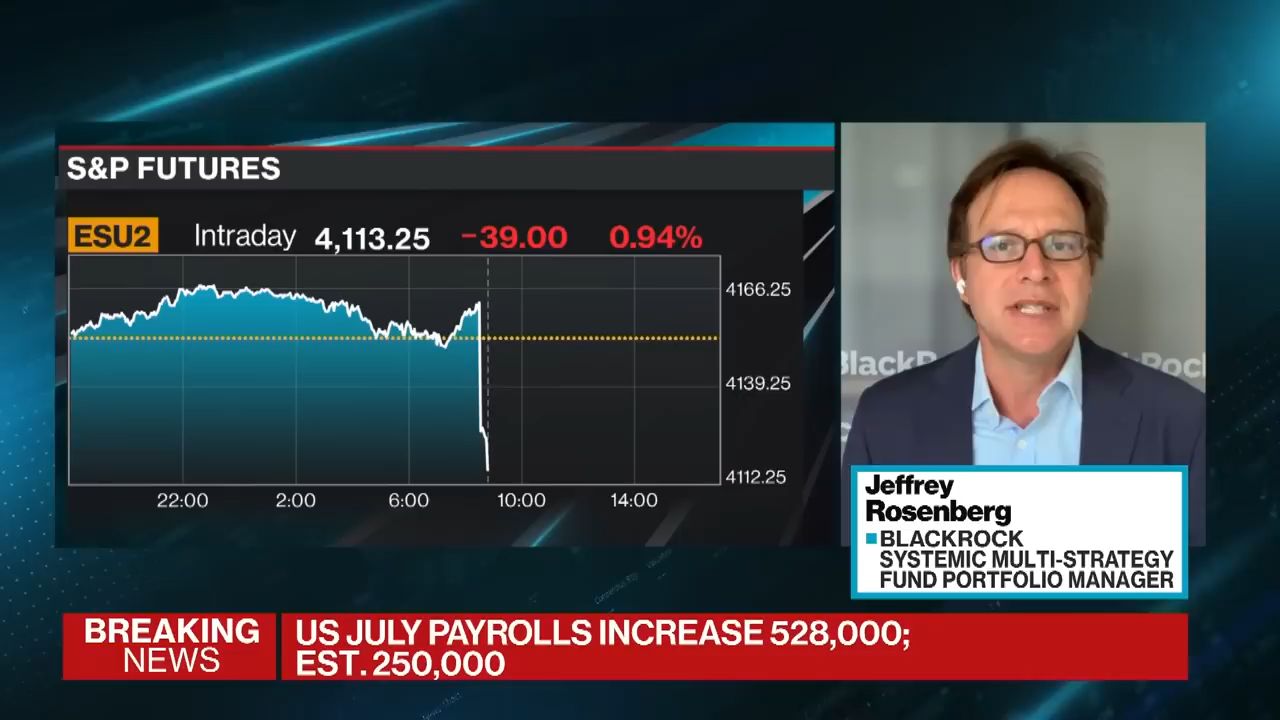 S&P FUTURES
ESU2 Intraday 4,113.25 -39.00 0.94%
4166.25
4139.25
4112.25
22:00 2:00 6:00 10:00 14:00
BlackR
kRock
Jeffrey
Rosenberg
BLACKROCK
SYSTEMIC MULTI-STRATEGY
FUND PORTFOLIO MANAGER
BREAKING
NEWS
US JULY PAYROLLS INCREASE 528,000;
EST. 250,000